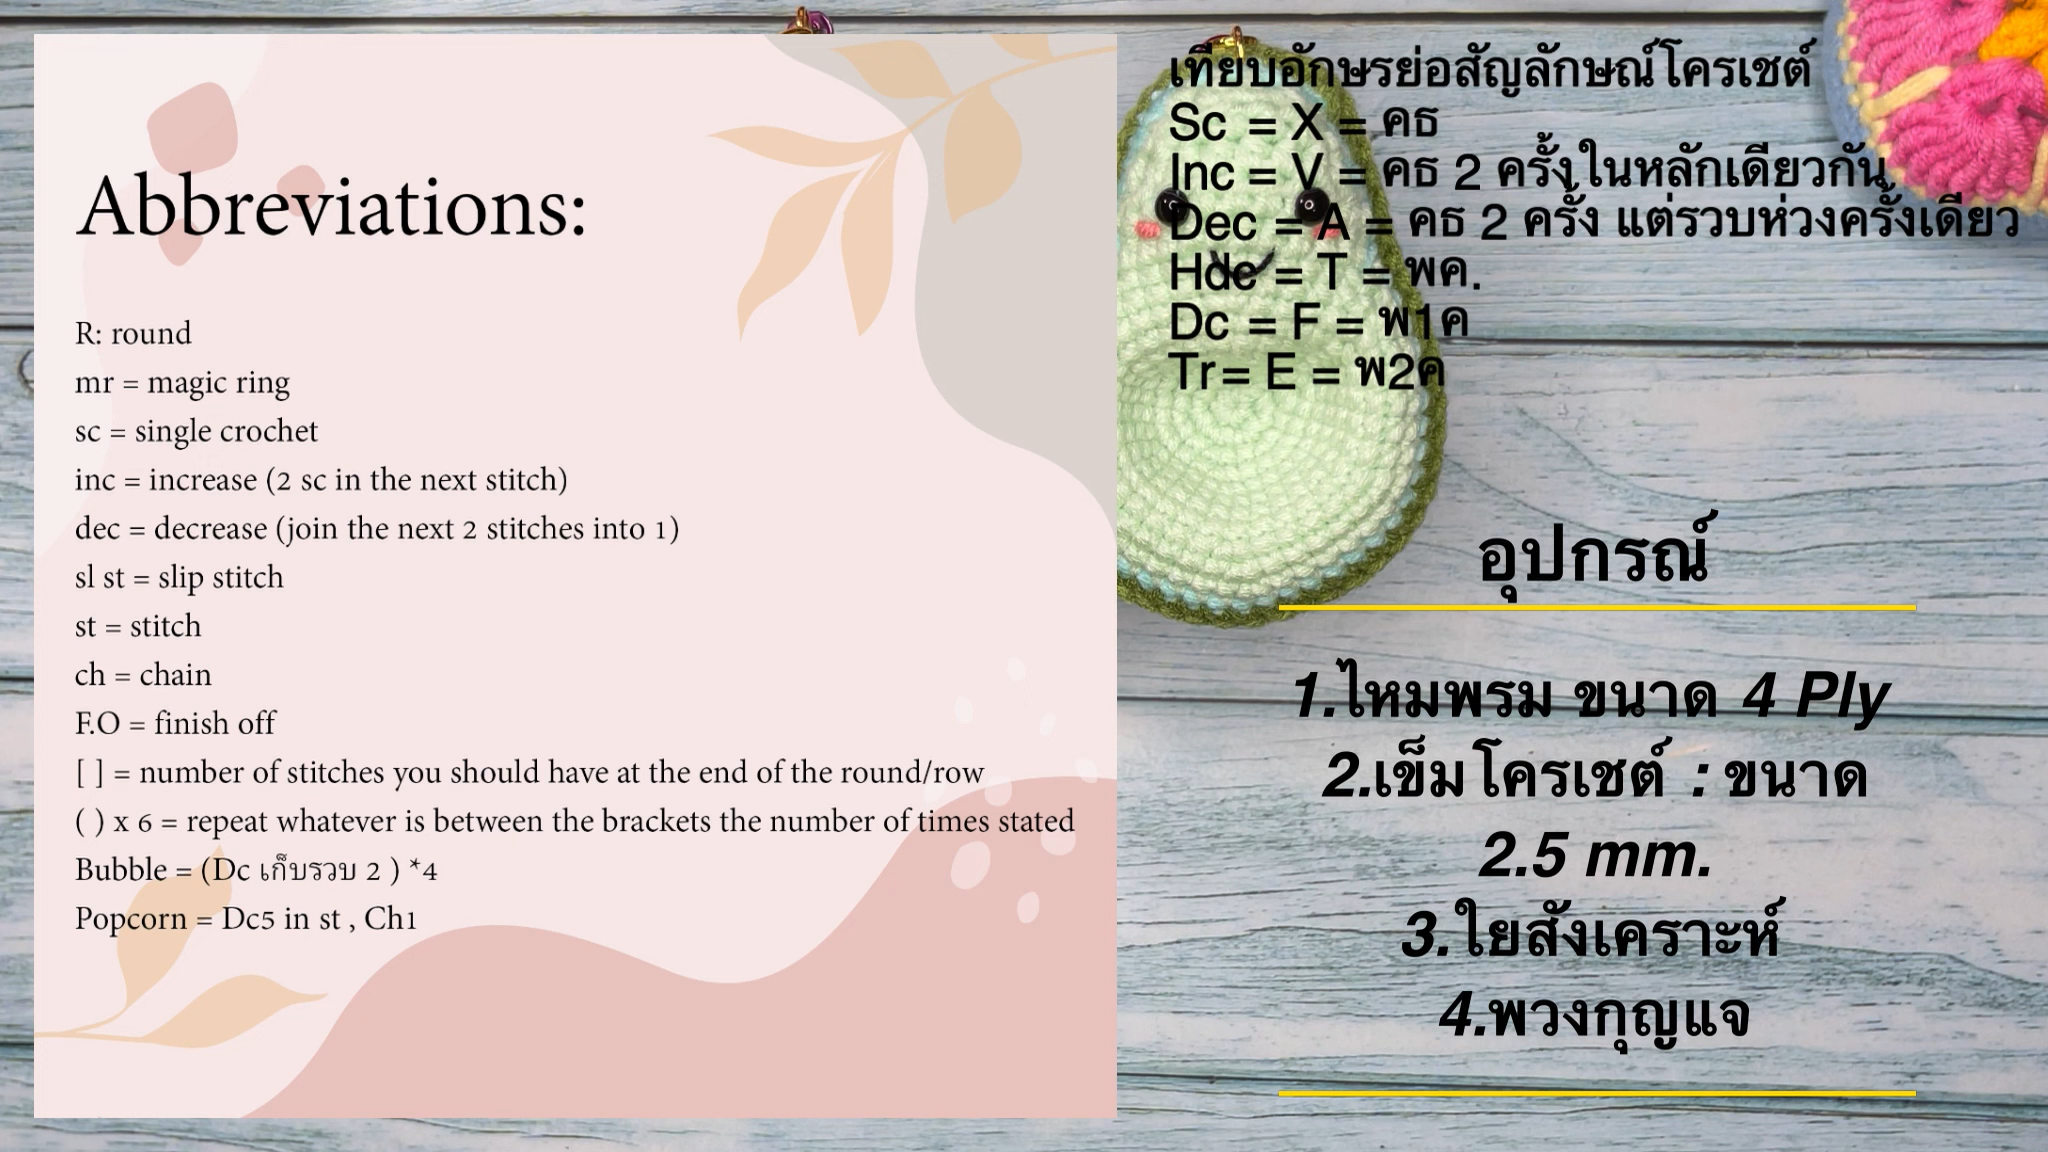 Abbreviations:
R: round
mr = magic ring
sc = single crochet
inc = increase (2 sc in the next stitch)
dec = decrease (join the next 2 stitches into 1)
sl st = slip stitch
st = stitch
ch = chain
F.O = finish off
[ ] = number of stitches you should have at the end of the round/row
( ) x 6 = repeat whatever is between the brackets the number of times stated
Bubble = (Dc เก็บรวบ 2 ) *4
Popcorn = Dc5 in st , Ch1
เทียบอักษรย่อสัญลักษณ์โครเชต์
Sc = X = คธ
Inc = V = คธ 2 ครั้งในหลักเดียวกัน
Dec = A = คธ 2 ครั้ง แต่รวบห่วงครั้งเดียว
Hdc = T = พค.
Dc = F = พ1ค
Tr= E = พ2ค
อุปกรณ์
1.ไหมพรม ขนาด 4 Ply
2.เข็มโครเชต์ : ขนาด
2.5 mm.
3.ใยสังเคราะห์
4.พวงกุญแจ